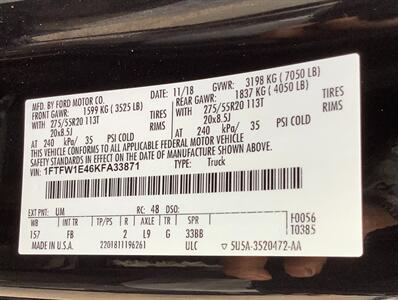 MFD. BY FORD MOTOR CO.
11/18 GVWR: 3198 KG (7050 LB)
FRONT GAWR: 1599 KG (3525 LB) REAR GAWR: 1837 KG (4050 LB)
WITH 275/55R20 113T TIRES WITH 275/55R20 113T TIRES
20x8.5J RIMS 20x8.5J RIMS
AT 240 kPa/ 35 PSI COLD AT 240 kPa/ 35 PSI COLD
THIS VEHICLE CONFORMS TO ALL APPLICABLE FEDERAL MOTOR VEHICLE
SAFETY STANDARDS IN EFFECT ON THE DATE OF MANUFACTURE SHOWN ABOVE.
VIN: 1FTFW1E46KFA33871 TYPE: Truck
EXT PNT: UM RC: 48 DSO: F0056
WB INT TR TP/PS R AXLE TR SPR T0385
157 FB 2 L9 G 33BB
MADE IN U.S.A. 2201811196261 ULC ▽5U5A-3520472-AA